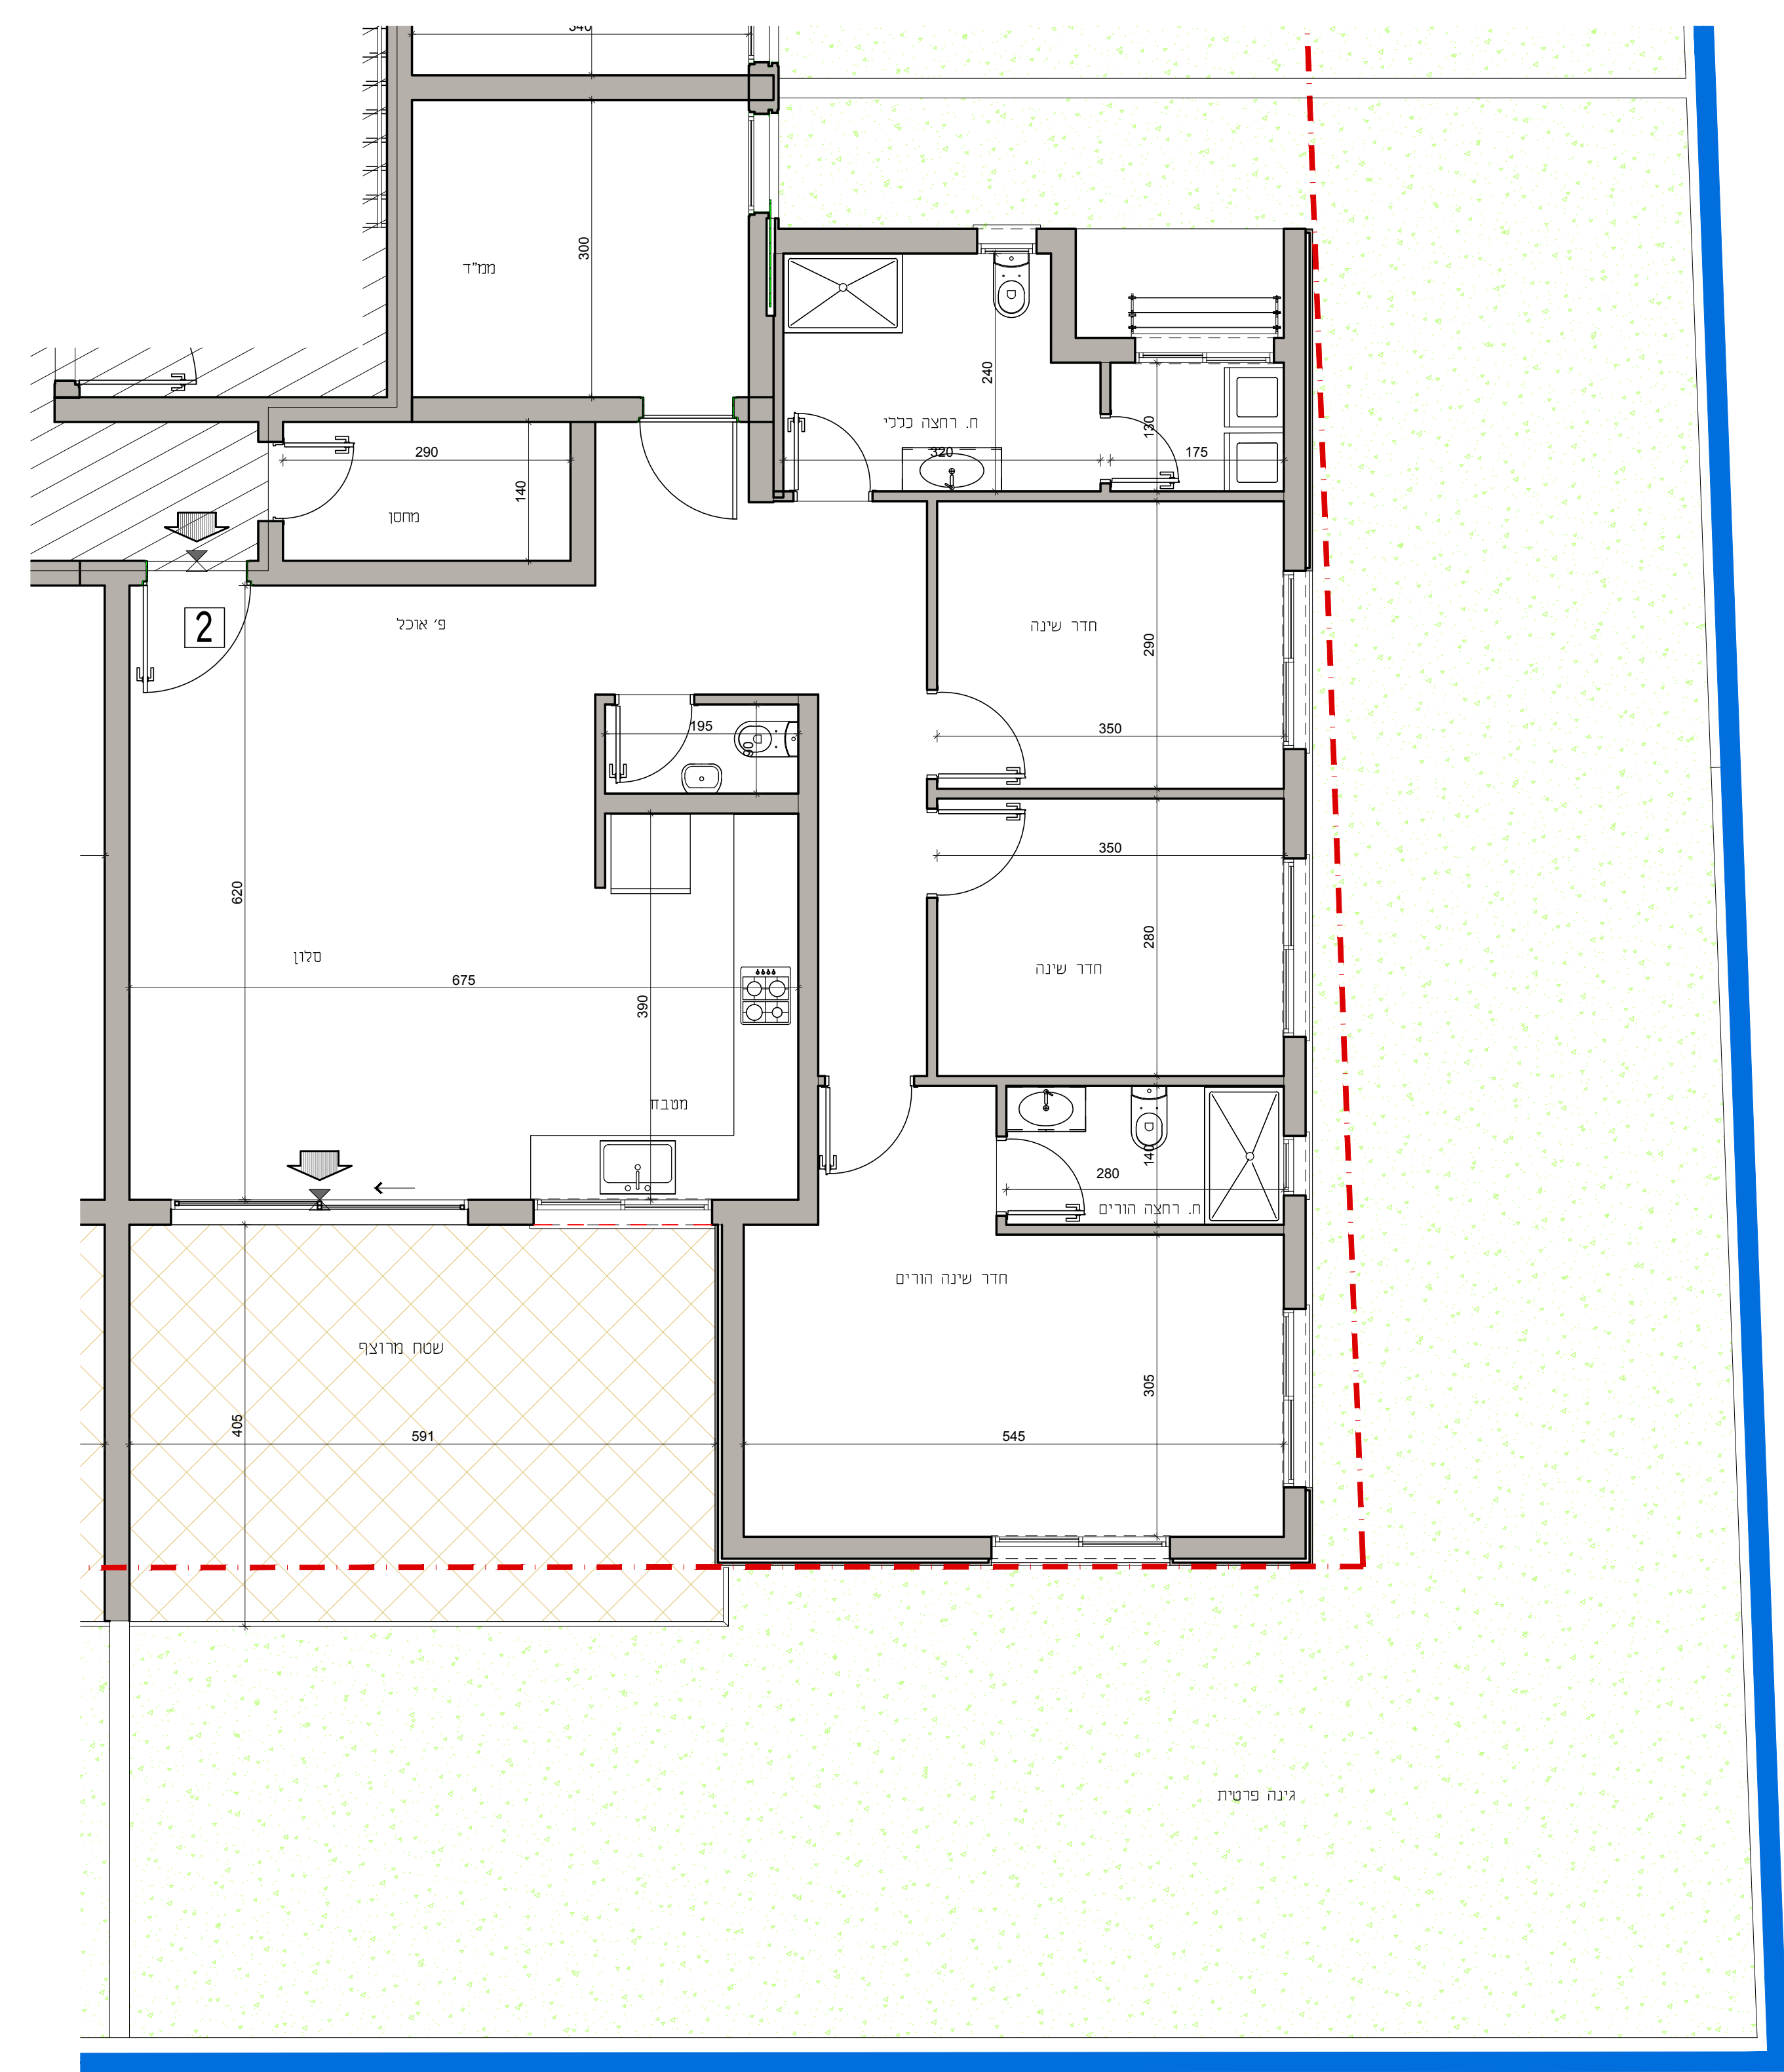 340
300
ממ"ד
240
ח. רחצה כללי
320
130
175
290
140
מחסן
2
פ' אוכל
חדר שינה
290
350
195
90
350
620
280
סלון
חדר שינה
675
390
מטבח
140
280
ח. רחצה הורים
חדר שינה הורים
שטח מרוצף
305
405
591
545
גינה פרטית